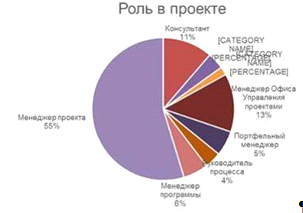 Роль в проекте
Консультант
11%
[CATEGORY
NAME]
[PERCENTAGE]
[CATEGORY
NAME]
[PERCENTAGE]
Менеджер Офиса
Управления
проектами
13%
Портфельный
менеджер
5%
Руководитель
процесса
4%
Менеджер
программы
6%
Менеджер проекта
55%